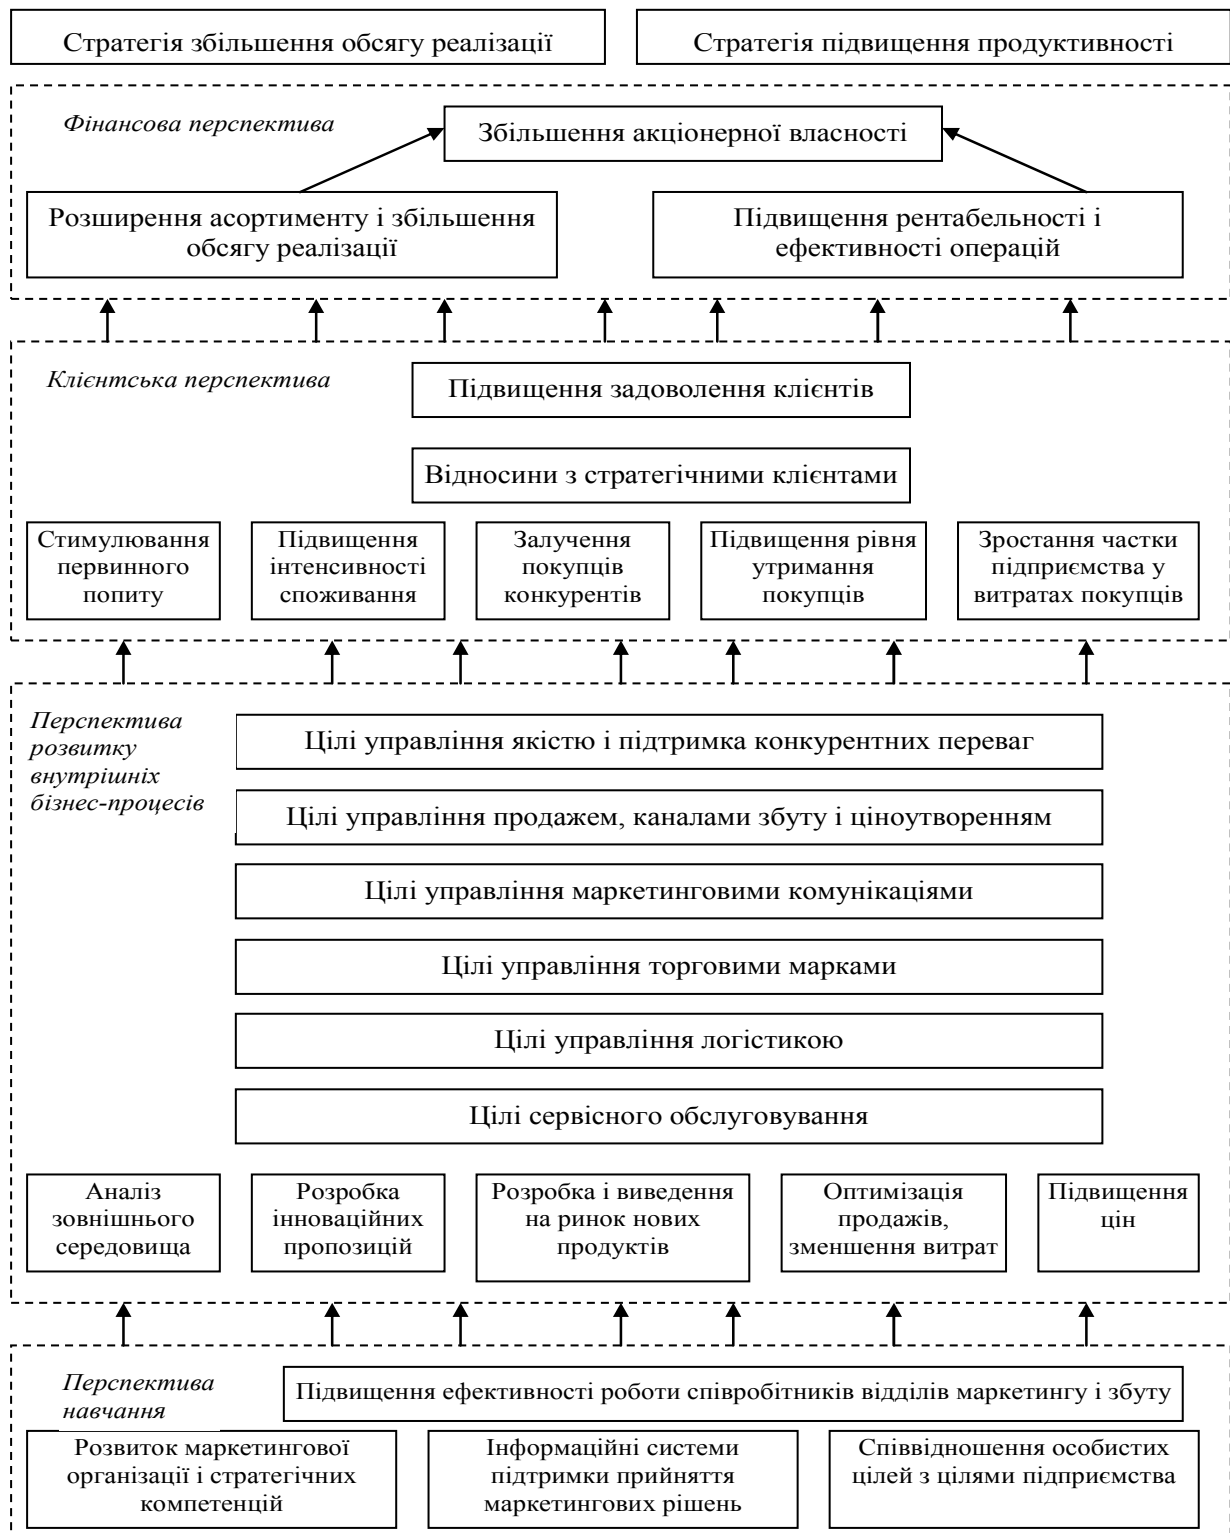 Стратегія збільшення обсягу реалізації
Стратегія підвищення продуктивності
Фінансова перспектива
Збільшення акціонерної власності
Розширення асортименту і збільшення
обсягу реалізації
Підвищення рентабельності і
ефективності операцій
Клієнтська перспектива
Підвищення задоволення клієнтів
Відносини з стратегічними клієнтами
Стимулювання
первинного
попиту
Підвищення
інтенсивності
споживання
Залучення
покупців
конкурентів
Підвищення рівня
утримання
покупців
Зростання частки
підприємства у
витратах покупців
Перспектива
розвитку
внутрішніх
бізнес-процесів
Цілі управління якістю і підтримка конкурентних переваг
Цілі управління продажем, каналами збуту і ціноутворенням
Цілі управління маркетинговими комунікаціями
Цілі управління торговими марками
Цілі управління логістикою
Цілі сервісного обслуговування
Аналіз
зовнішнього
середовища
Розробка
інноваційних
пропозицій
Розробка і виведення
на ринок нових
продуктів
Оптимізація
продажів,
зменшення витрат
Підвищення
цін
Перспектива
навчання
Підвищення ефективності роботи співробітників відділів маркетингу і збуту
Розвиток маркетингової
організації і стратегічних
компетенцій
Інформаційні системи
підтримки прийняття
маркетингових рішень
Співвідношення особистих
цілей з цілями підприємства